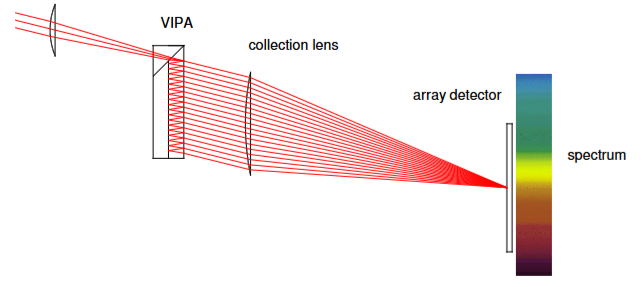 VIPA
collection lens
array detector
spectrum